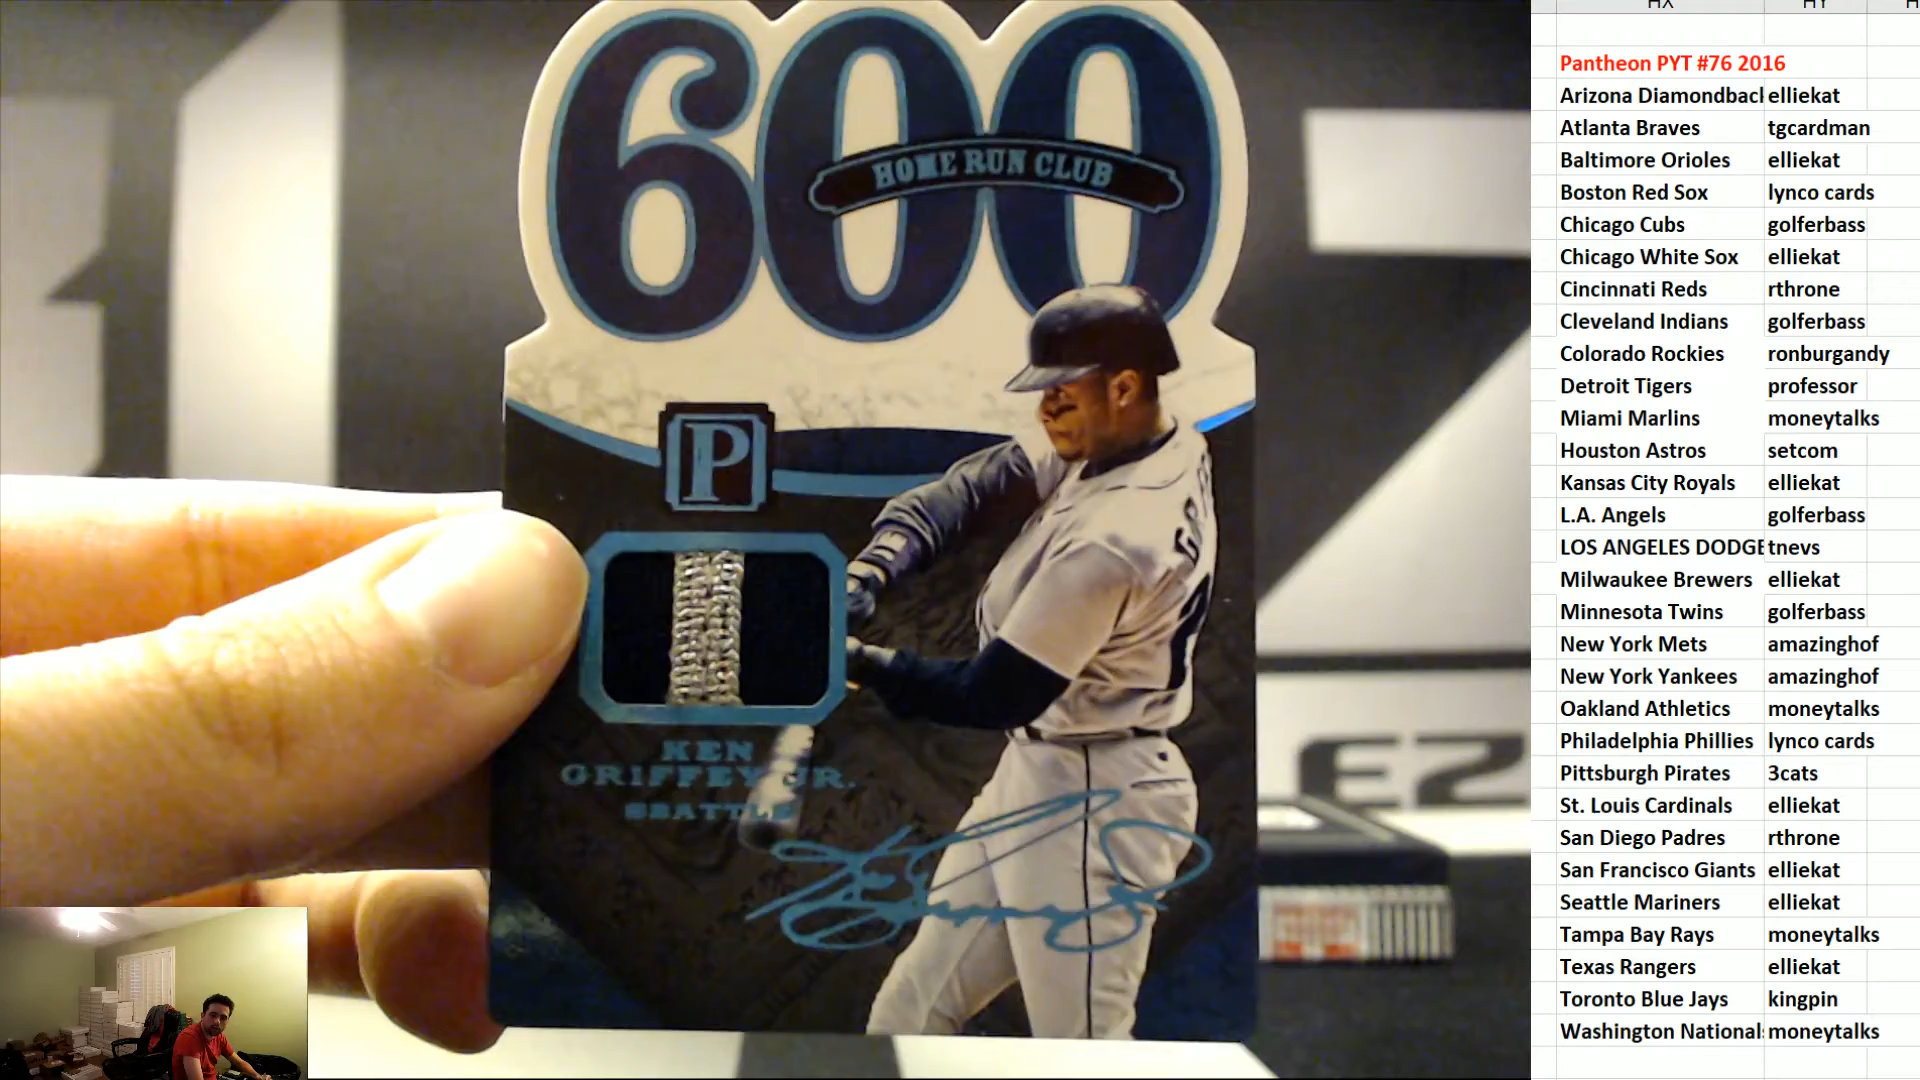 600
HOME RUN CLUB
P
KEN
GRIFFEY JR.
SEATTLE
EZ
HX HY
Pantheon PYT #76 2016
Arizona Diamondback elliekat
Atlanta Braves tgcardman
Baltimore Orioles elliekat
Boston Red Sox lynco cards
Chicago Cubs golferbass
Chicago White Sox elliekat
Cincinnati Reds rthrone
Cleveland Indians golferbass
Colorado Rockies ronburgandy
Detroit Tigers professor
Miami Marlins moneytalks
Houston Astros setcom
Kansas City Royals elliekat
L.A. Angels golferbass
LOS ANGELES DODGE tnevs
Milwaukee Brewers elliekat
Minnesota Twins golferbass
New York Mets amazinghof
New York Yankees amazinghof
Oakland Athletics moneytalks
Philadelphia Phillies lynco cards
Pittsburgh Pirates 3cats
St. Louis Cardinals elliekat
San Diego Padres rthrone
San Francisco Giants elliekat
Seattle Mariners elliekat
Tampa Bay Rays moneytalks
Texas Rangers elliekat
Toronto Blue Jays kingpin
Washington National moneytalks